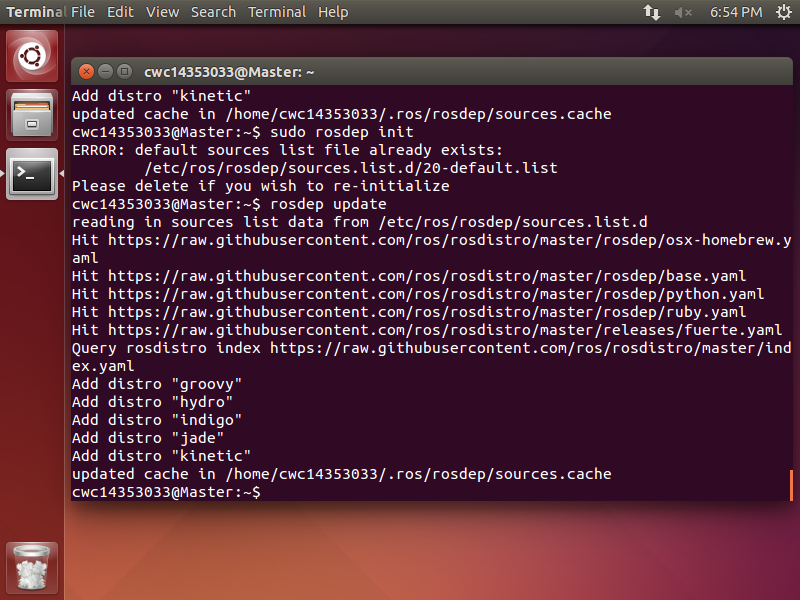 Terminal File Edit View Search Terminal Help 6:54 PM
cwc14353033@Master: ~
Add distro "kinetic"
updated cache in /home/cwc14353033/.ros/rosdep/sources.cache
cwc14353033@Master:~$ sudo rosdep init
ERROR: default sources list file already exists:
/etc/ros/rosdep/sources.list.d/20-default.list
Please delete if you wish to re-initialize
cwc14353033@Master:~$ rosdep update
reading in sources list data from /etc/ros/rosdep/sources.list.d
Hit https://raw.githubusercontent.com/ros/rosdistro/master/rosdep/osx-homebrew.y
aml
Hit https://raw.githubusercontent.com/ros/rosdistro/master/rosdep/base.yaml
Hit https://raw.githubusercontent.com/ros/rosdistro/master/rosdep/python.yaml
Hit https://raw.githubusercontent.com/ros/rosdistro/master/rosdep/ruby.yaml
Hit https://raw.githubusercontent.com/ros/rosdistro/master/releases/fuerte.yaml
Query rosdistro index https://raw.githubusercontent.com/ros/rosdistro/master/ind
ex.yaml
Add distro "groovy"
Add distro "hydro"
Add distro "indigo"
Add distro "jade"
Add distro "kinetic"
updated cache in /home/cwc14353033/.ros/rosdep/sources.cache
cwc14353033@Master:~$